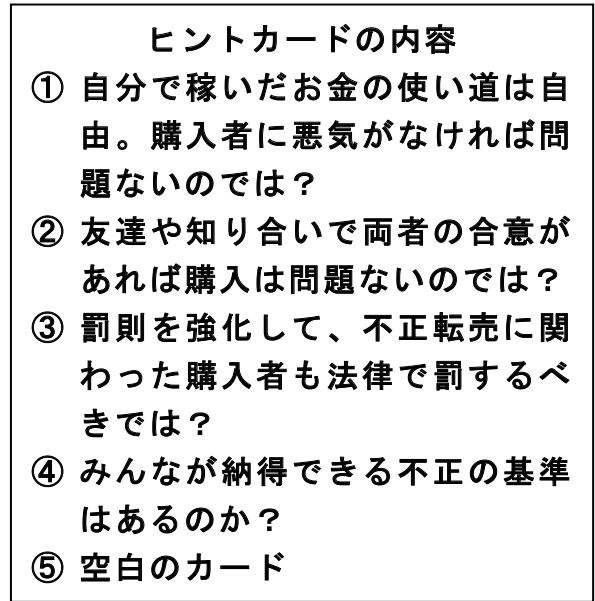 ヒントカードの内容
① 自分で稼いだお金の使い道は自
由。購入者に悪気がなければ問
題ないのでは？
② 友達や知り合いで両者の合意が
あれば購入は問題ないのでは？
③ 罰則を強化して、不正転売に関
わった購入者も法律で罰するべ
きでは？
④ みんなが納得できる不正の基準
はあるのか？
⑤ 空白のカード